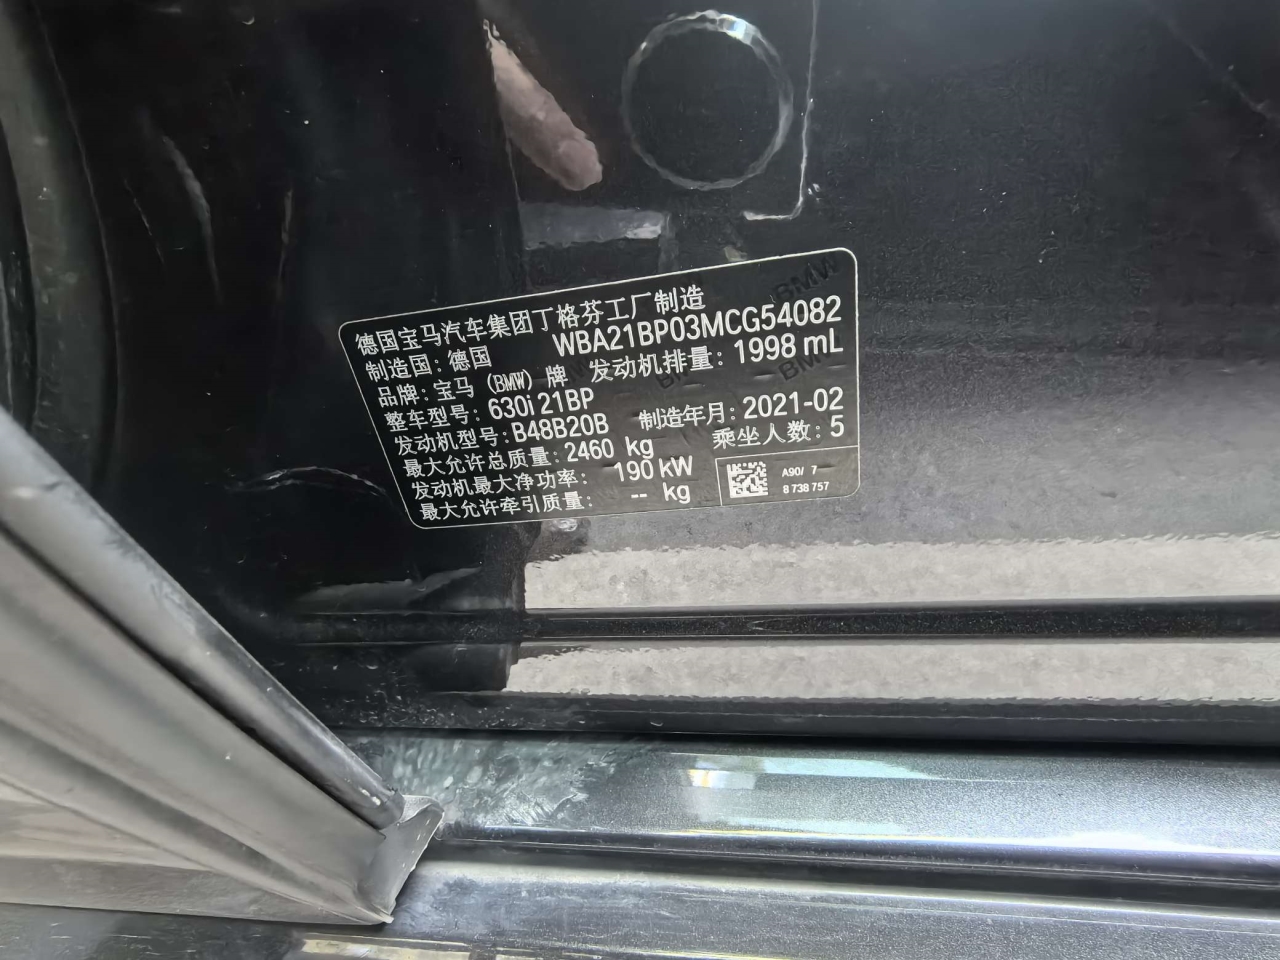 德国宝马汽车集团丁格芬工厂制造
制造国：德国 WBA21BP03MCG54082
品牌：宝马（BMW）牌 发动机排量：1998 mL
整车型号：630i 21BP
发动机型号：B48B20B 制造年月：2021-02
最大允许总质量：2460 kg 乘坐人数：5
发动机最大净功率： 190 kW
最大允许牵引质量： -- kg
A90/ 7
8 738 757
BMW
BMW